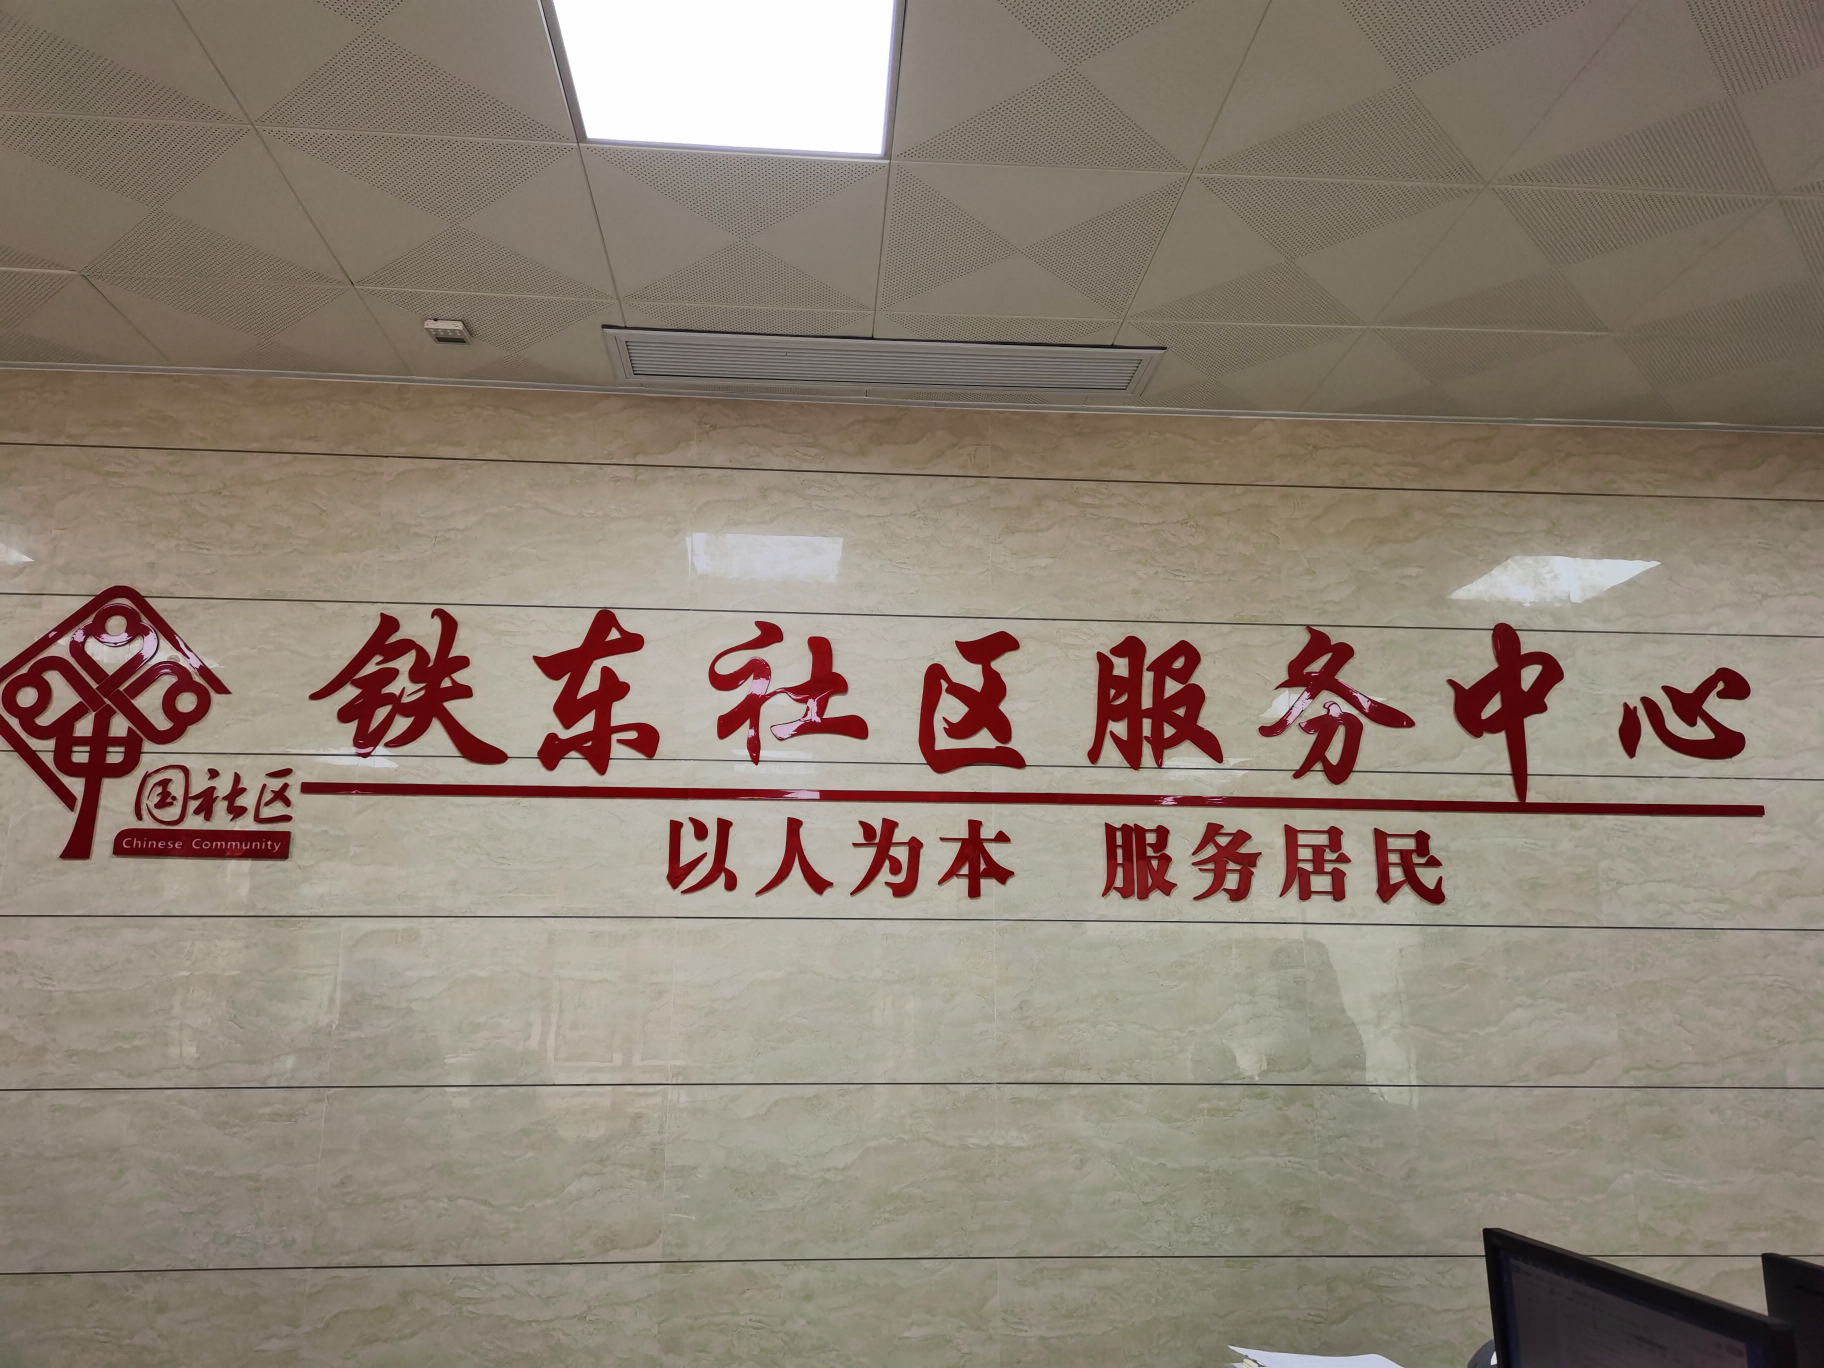 铁东社区服务中心
中国社区
Chinese Community
以人为本 服务居民